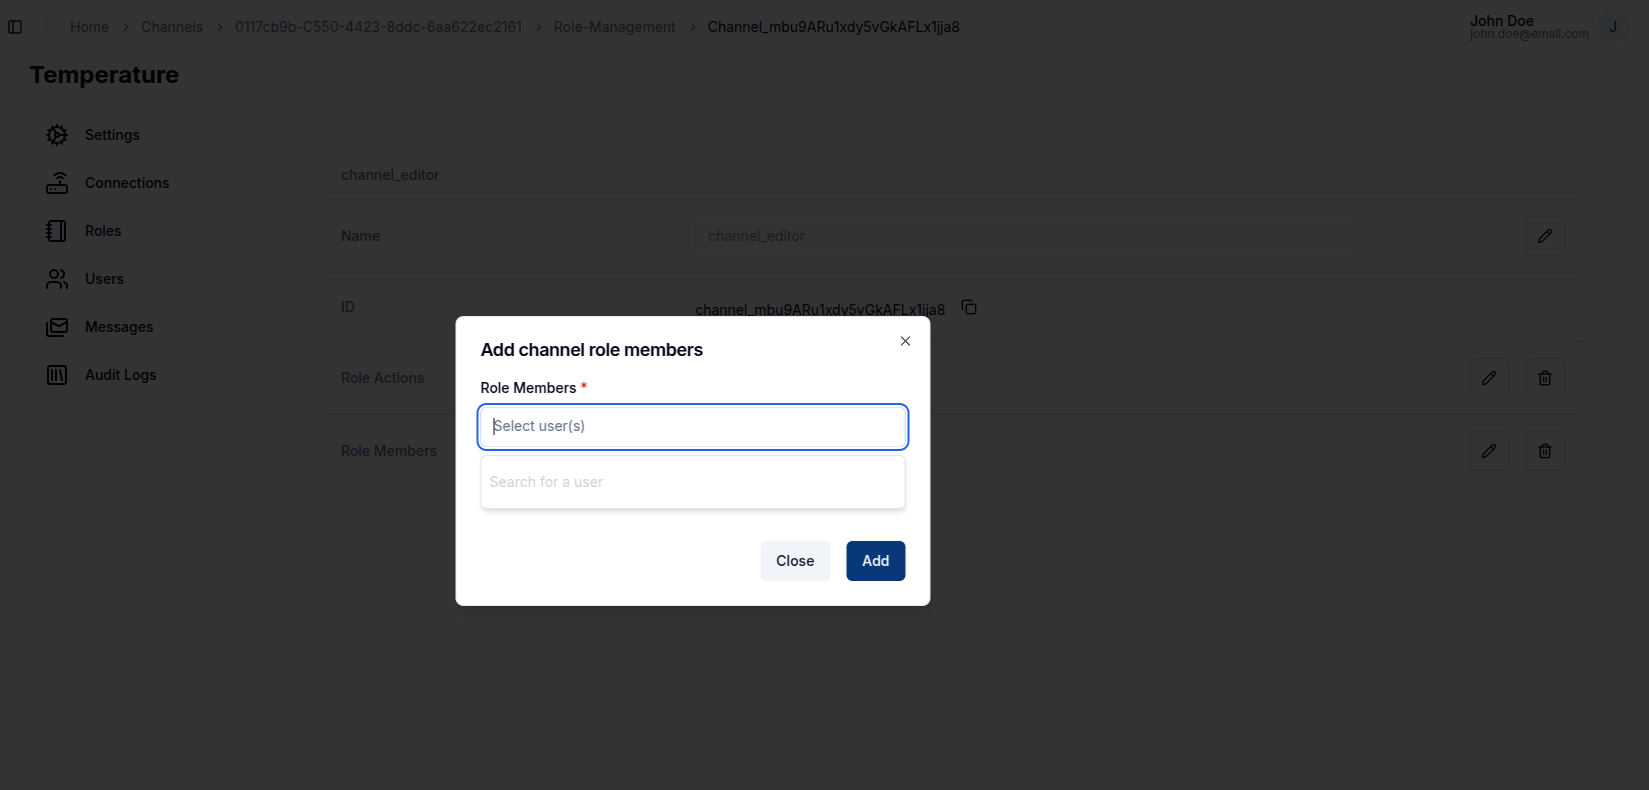 Home > Channels > 0117cb9b-C550-4423-8ddc-6aa622ec2161 > Role-Management > Channel_mbu9ARu1xdy5vGkAFLx1jja8
John Doe
john.doe@email.com
J
Temperature
Settings
Connections
Roles
Users
Messages
Audit Logs
channel_editor
Name
channel_editor
ID
channel_mbu9ARu1xdy5vGkAFLx1jja8
Role Actions
Role Members
Add channel role members
Role Members *
Select user(s)
Search for a user
Close
Add